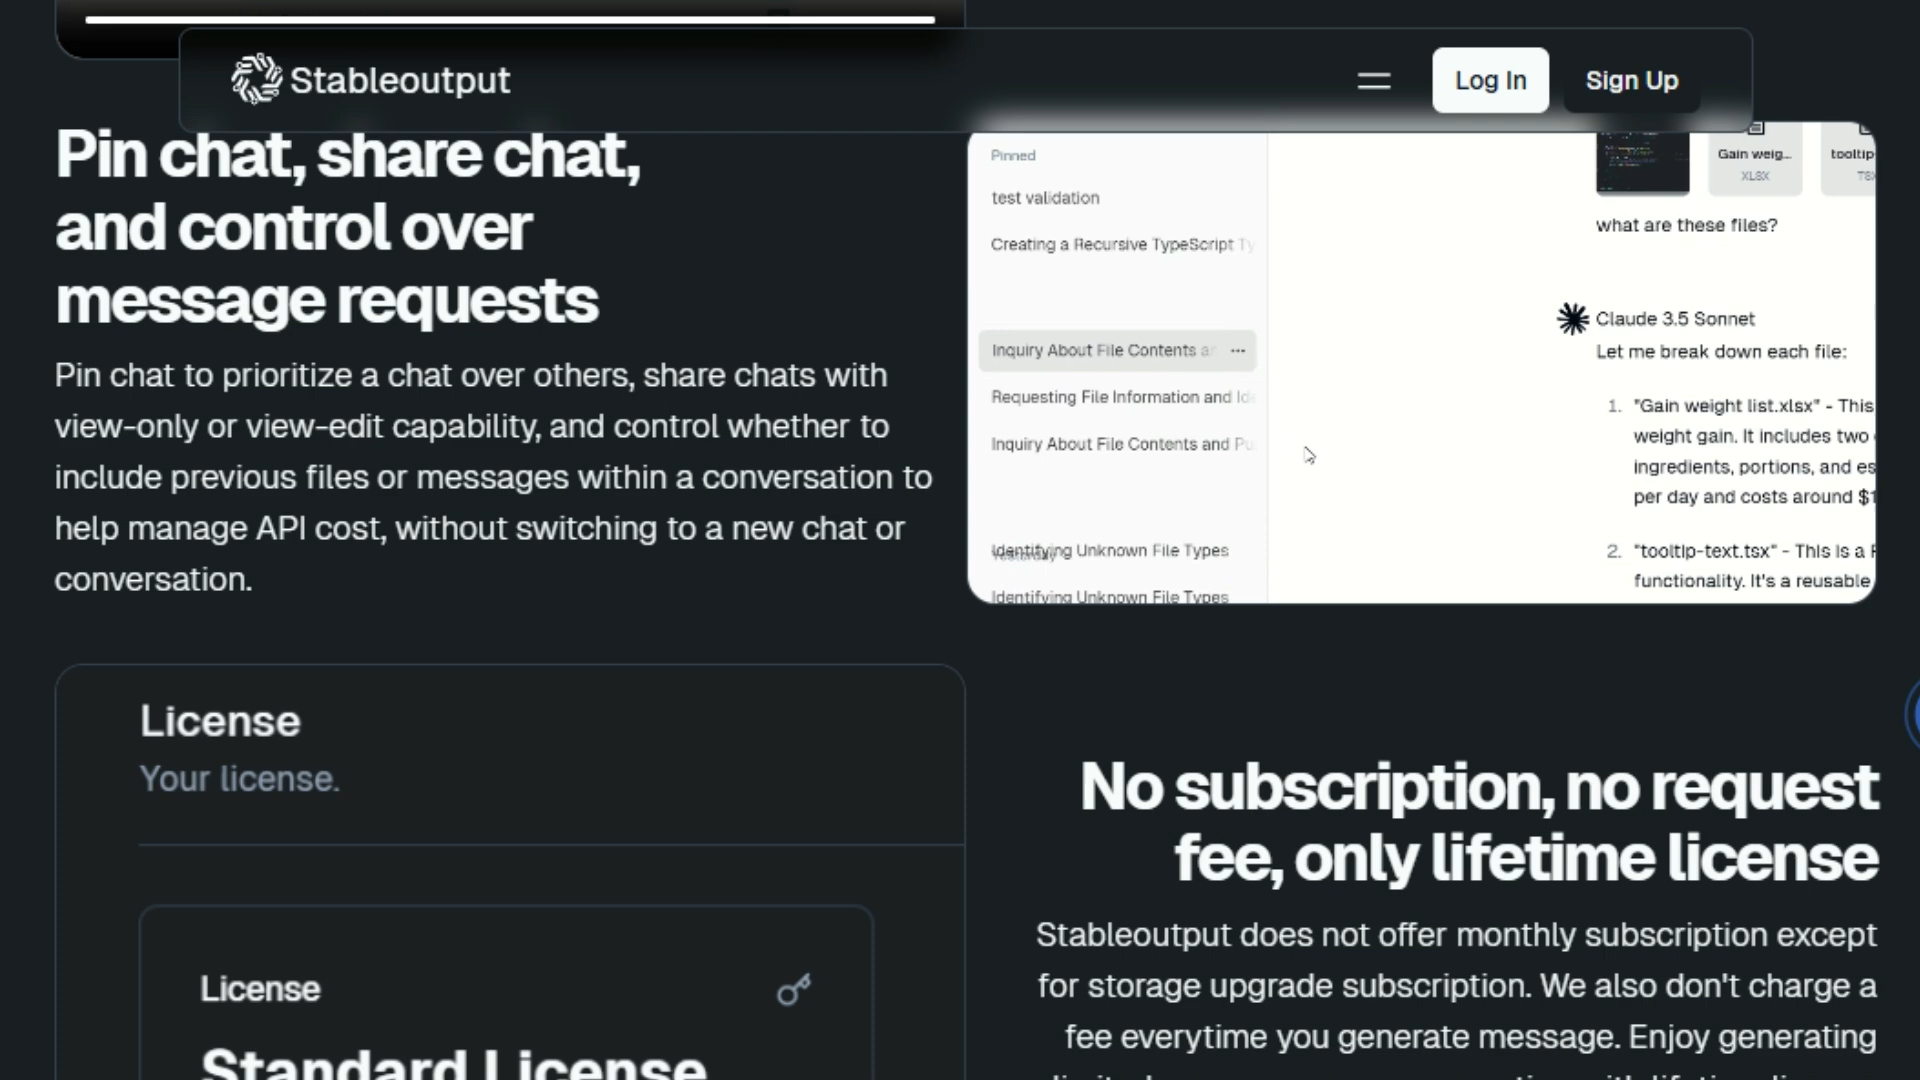 Stableoutput
Log In
Sign Up
Pin chat, share chat,
and control over
message requests
Pin chat to prioritize a chat over others, share chats with
view-only or view-edit capability, and control whether to
include previous files or messages within a conversation to
help manage API cost, without switching to a new chat or
conversation.
Pinned
test validation
Creating a Recursive TypeScript Ty
Inquiry About File Contents
Requesting File Information and
Inquiry About File Contents and
Identifying Unknown File Types
Yesterday
Identifying Unknown File Types
Gain weig...
XLSX
tooltip-
what are these files?
Claude 3.5 Sonnet
Let me break down each file:
1. "Gain weight list.xlsx" - This
weight gain. It includes two
ingredients, portions, and es
per day and costs around $1
2. "tooltip-text.tsx" - This is a
functionality. It's a reusable
License
Your license.
License
Standard License
No subscription, no request
fee, only lifetime license
Stableoutput does not offer monthly subscription except
for storage upgrade subscription. We also don't charge a
fee everytime you generate message. Enjoy generating